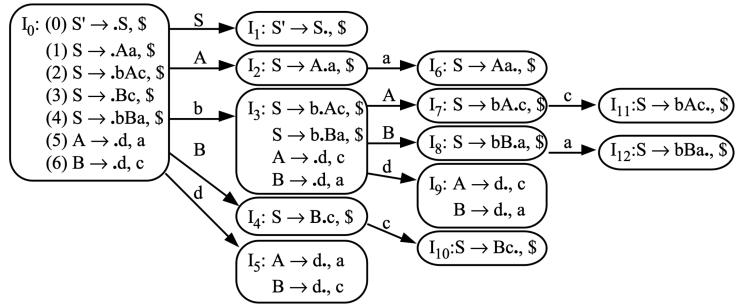 I0: (0) S' → .S, $
(1) S → .Aa, $
(2) S → .bAc, $
(3) S → .Bc, $
(4) S → .bBa, $
(5) A → .d, a
(6) B → .d, c
S
A
b
B
d
I1: S' → S., $
I2: S → A.a, $
a
I6: S → Aa., $
I3: S → b.Ac, $
S → b.Ba, $
A → .d, c
B → .d, a
A
B
d
I7: S → bA.c, $
c
I11:S → bAc., $
I8: S → bB.a, $
a
I12:S → bBa., $
I9: A → d., c
B → d., a
I4: S → B.c, $
c
I10:S → Bc., $
I5: A → d., a
B → d., c